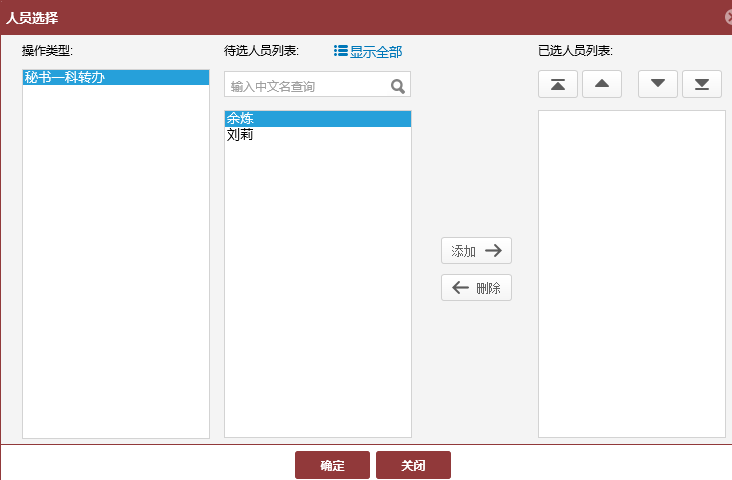 人员选择
操作类型:
待选人员列表:
显示全部
已选人员列表:
秘书一科转办
输入中文名查询
余炼
刘莉
添加
删除
确定
关闭